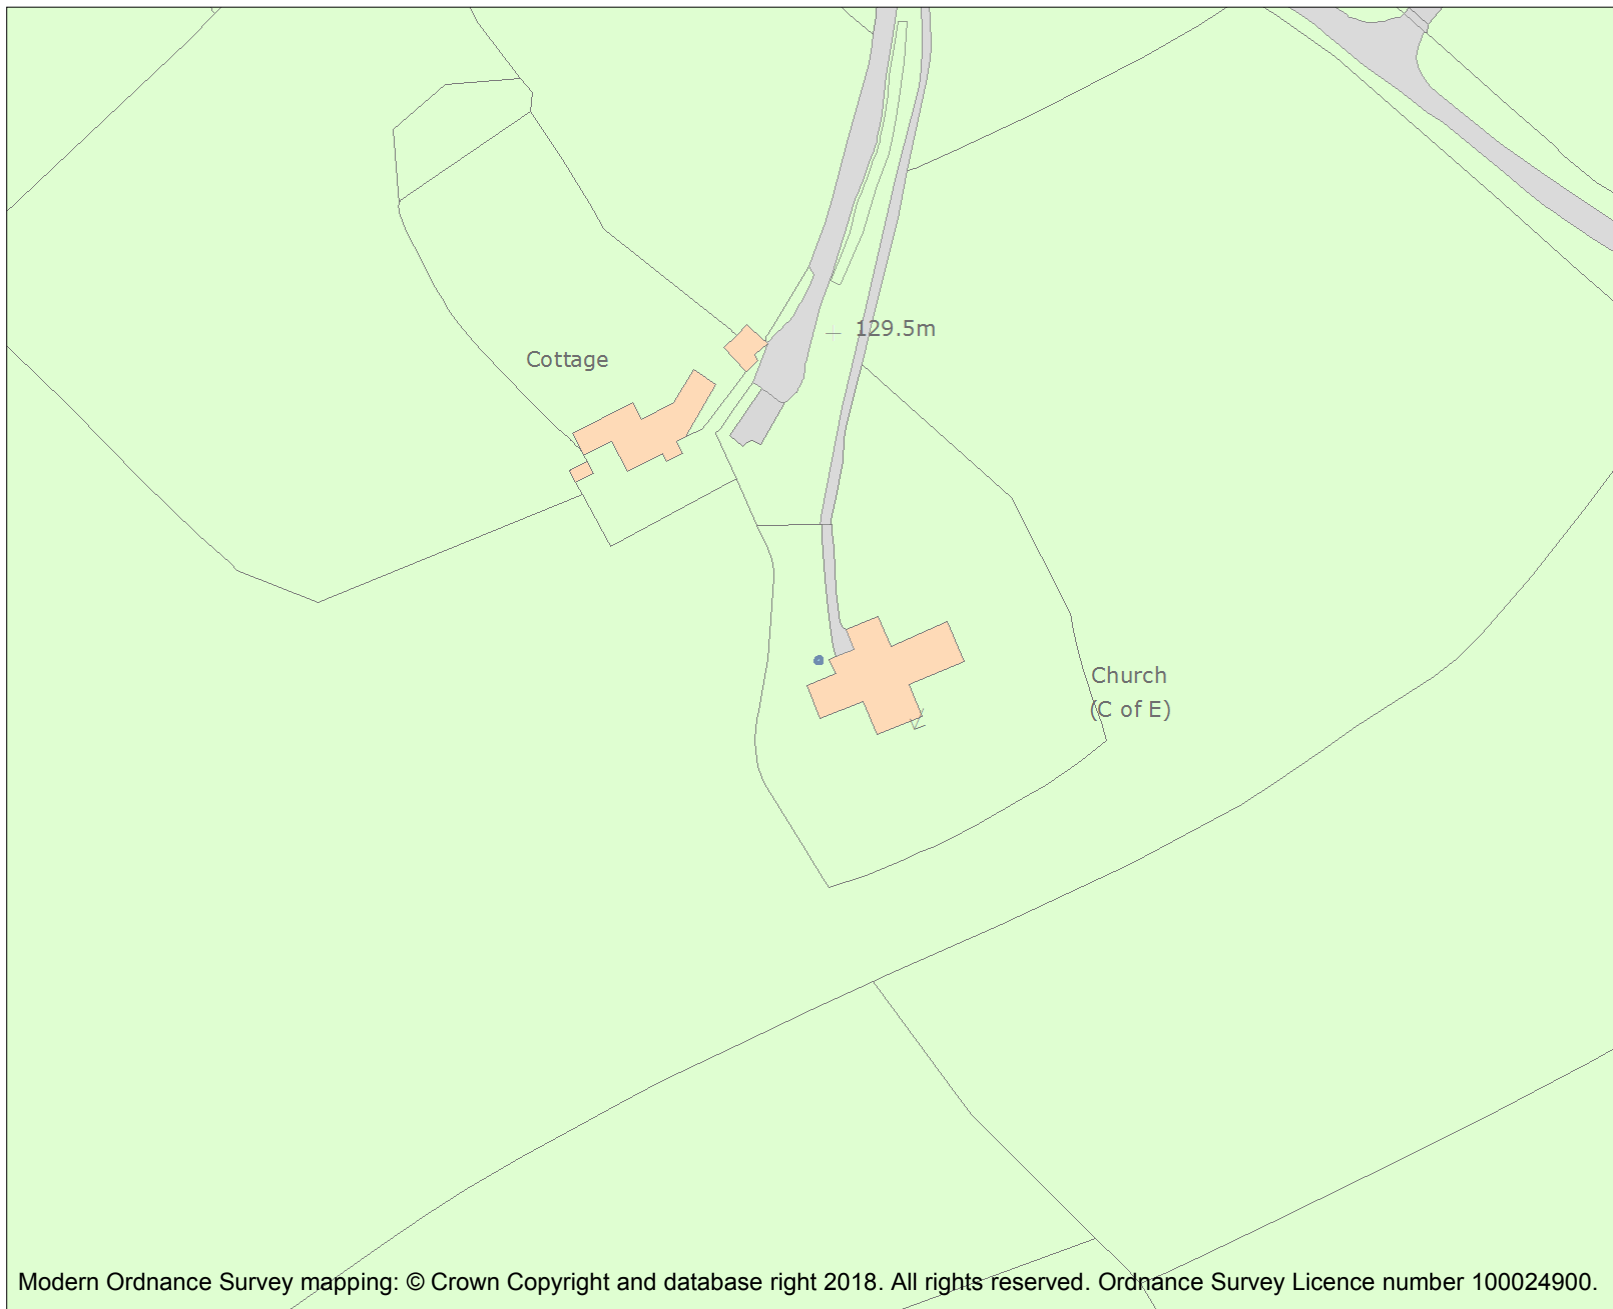 129.5m
Cottage
Church
(C of E)
Modern Ordnance Survey mapping: © Crown Copyright and database right 2018. All rights reserved. Ordnance Survey Licence number 100024900.